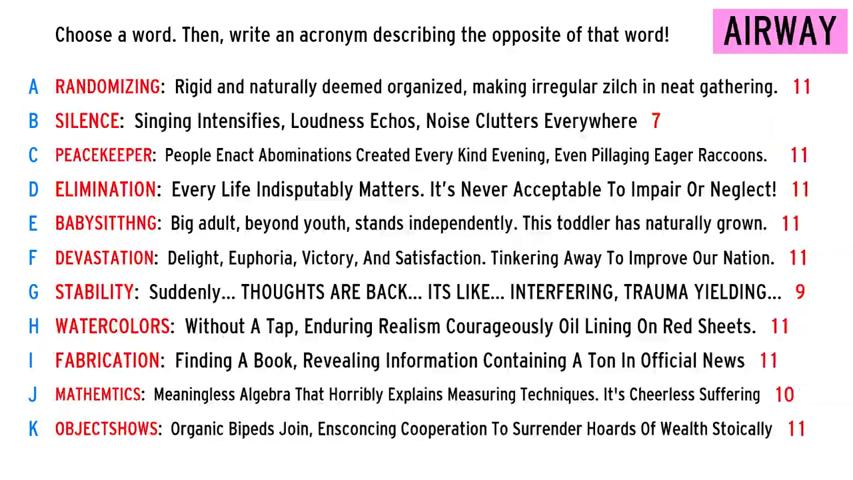 Choose a word. Then, write an acronym describing the opposite of that word!
AIRWAY
A RANDOMIZING: Rigid and naturally deemed organized, making irregular zilch in neat gathering. 11
B SILENCE: Singing Intensifies, Loudness Echos, Noise Clutters Everywhere 7
C PEACEKEEPER: People Enact Abominations Created Every Kind Evening, Even Pillaging Eager Raccoons. 11
D ELIMINATION: Every Life Indisputably Matters. It's Never Acceptable To Impair Or Neglect! 11
E BABYSITTHNG: Big adult, beyond youth, stands independently. This toddler has naturally grown. 11
F DEVASTATION: Delight, Euphoria, Victory, And Satisfaction. Tinkering Away To Improve Our Nation. 11
G STABILITY: Suddenly... THOUGHTS ARE BACK... ITS LIKE... INTERFERING, TRAUMA YIELDING... 9
H WATERCOLORS: Without A Tap, Enduring Realism Courageously Oil Lining On Red Sheets. 11
I FABRICATION: Finding A Book, Revealing Information Containing A Ton In Official News 11
J MATHEMTICS: Meaningless Algebra That Horribly Explains Measuring Techniques. It's Cheerless Suffering 10
K OBJECTSHOWS: Organic Bipeds Join, Ensconcing Cooperation To Surrender Hoards Of Wealth Stoically 11